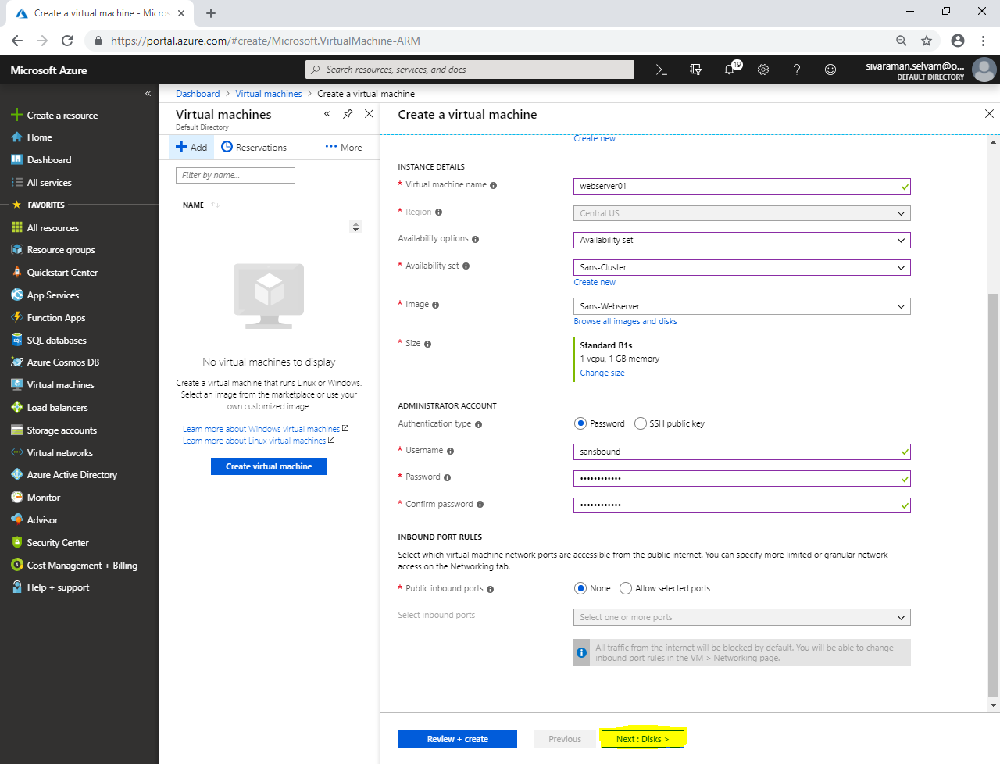 Create a virtual machine - Micros
https://portal.azure.com/#create/Microsoft.VirtualMachine-ARM
Microsoft Azure
Search resources, services, and docs
19
sivaraman.selvam@o...
DEFAULT DIRECTORY
Create a resource
Home
Dashboard
All services
FAVORITES
All resources
Resource groups
Quickstart Center
App Services
Function Apps
SQL databases
Azure Cosmos DB
Virtual machines
Load balancers
Storage accounts
Virtual networks
Azure Active Directory
Monitor
Advisor
Security Center
Cost Management + Billing
Help + support
Dashboard > Virtual machines > Create a virtual machine
Virtual machines
Default Directory
Add Reservations More
Filter by name...
NAME
No virtual machines to display
Create a virtual machine that runs Linux or Windows.
Select an image from the marketplace or use your
own customized image.
Learn more about Windows virtual machines
Learn more about Linux virtual machines
Create virtual machine
Create a virtual machine
Create new
INSTANCE DETAILS
* Virtual machine name webserver01
* Region Central US
Availability options Availability set
* Availability set Sans-Cluster
Create new
* Image Sans-Webserver
Browse all images and disks
* Size Standard B1s
1 vcpu, 1 GB memory
Change size
ADMINISTRATOR ACCOUNT
Authentication type Password SSH public key
* Username sansbound
* Password ••••••••••••
* Confirm password ••••••••••••
INBOUND PORT RULES
Select which virtual machine network ports are accessible from the public internet. You can specify more limited or granular network
access on the Networking tab.
* Public inbound ports None Allow selected ports
Select inbound ports Select one or more ports
All traffic from the internet will be blocked by default. You will be able to change
inbound port rules in the VM > Networking page.
Review + create Previous Next : Disks >